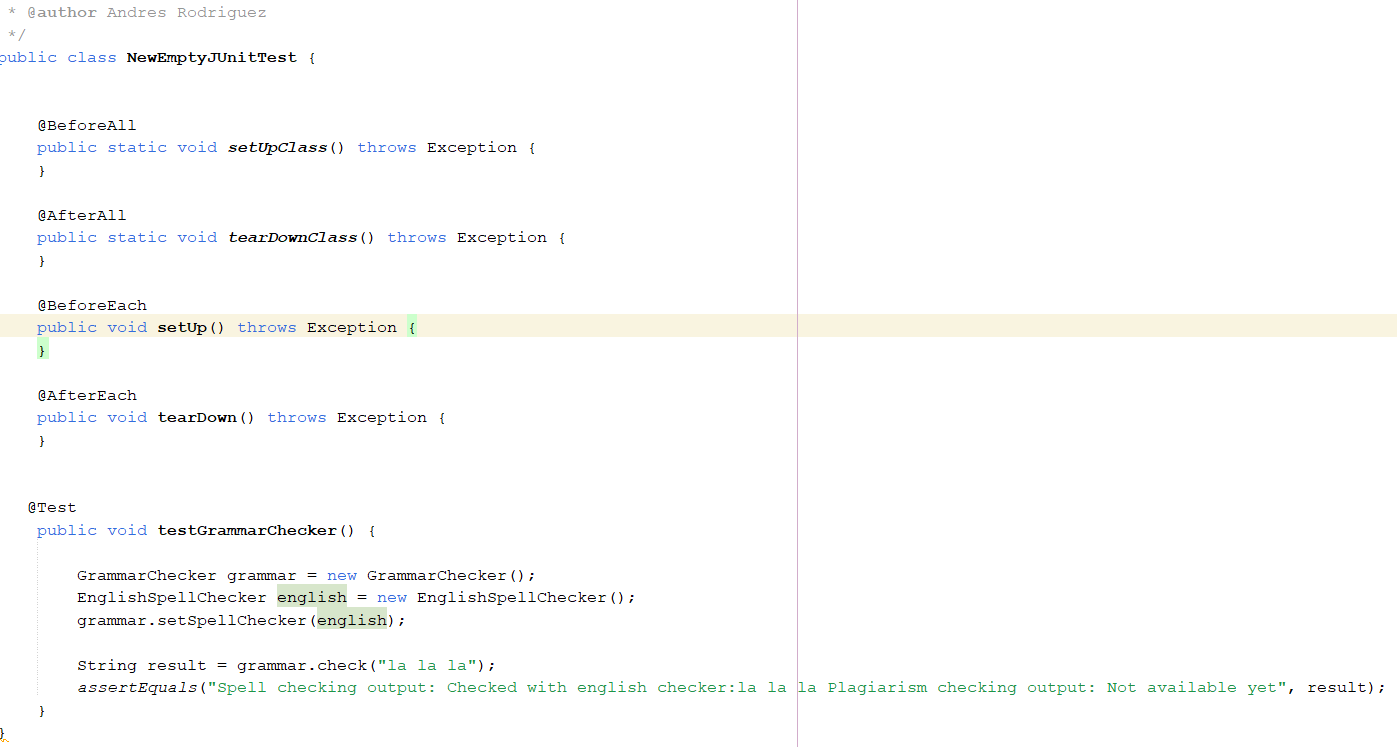 * @author Andres Rodriguez
*/
public class NewEmptyJUnitTest {
@BeforeAll
public static void setUpClass() throws Exception {
}
@AfterAll
public static void tearDownClass() throws Exception {
}
@BeforeEach
public void setUp() throws Exception {
}
@AfterEach
public void tearDown() throws Exception {
}
@Test
public void testGrammarChecker() {
GrammarChecker grammar = new GrammarChecker();
EnglishSpellChecker english = new EnglishSpellChecker();
grammar.setSpellChecker(english);
String result = grammar.check("la la la");
assertEquals("Spell checking output: Checked with english checker:la la la Plagiarism checking output: Not available yet", result);
}
}